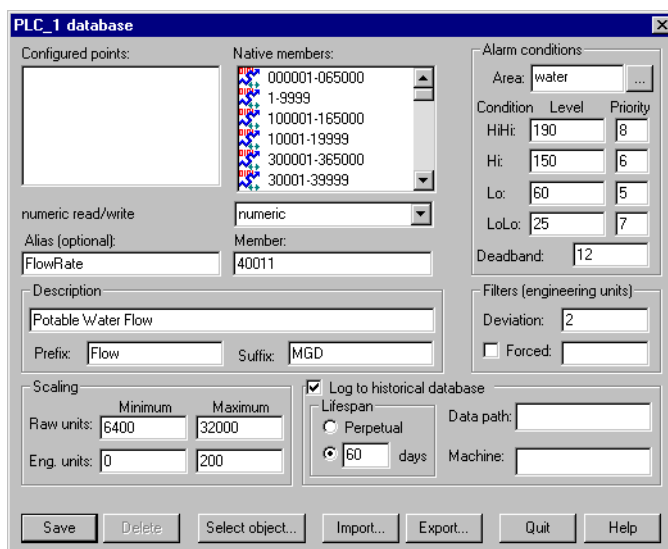 PLC_1 database
Configured points:
Native members:
000001-065000
1-9999
100001-165000
10001-19999
300001-365000
30001-39999
numeric read/write
numeric
Alias (optional):
FlowRate
Member:
40011
Alarm conditions
Area: water ...
Condition Level Priority
HiHi: 190 8
Hi: 150 6
Lo: 60 5
LoLo: 25 7
Deadband: 12
Description
Potable Water Flow
Prefix: Flow Suffix: MGD
Filters (engineering units)
Deviation: 2
Forced:
Scaling
Minimum Maximum
Raw units: 6400 32000
Eng. units: 0 200
Log to historical database
Lifespan
Perpetual
60 days
Data path:
Machine:
Save Delete Select object... Import... Export... Quit Help